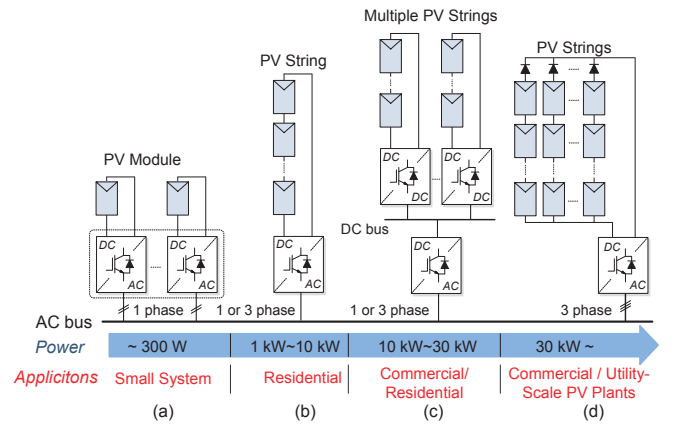 Multiple PV Strings
PV String
PV Strings
PV Module
DC
DC
DC
DC
DC bus
DC
AC
DC
AC
DC
AC
DC
AC
DC
AC
1 phase
1 or 3 phase
1 or 3 phase
3 phase
AC bus
Power
~ 300 W
1 kW~10 kW
10 kW~30 kW
30 kW ~
Applicitons
Small System
Residential
Commercial/
Residential
Commercial / Utility-
Scale PV Plants
(a)
(b)
(c)
(d)